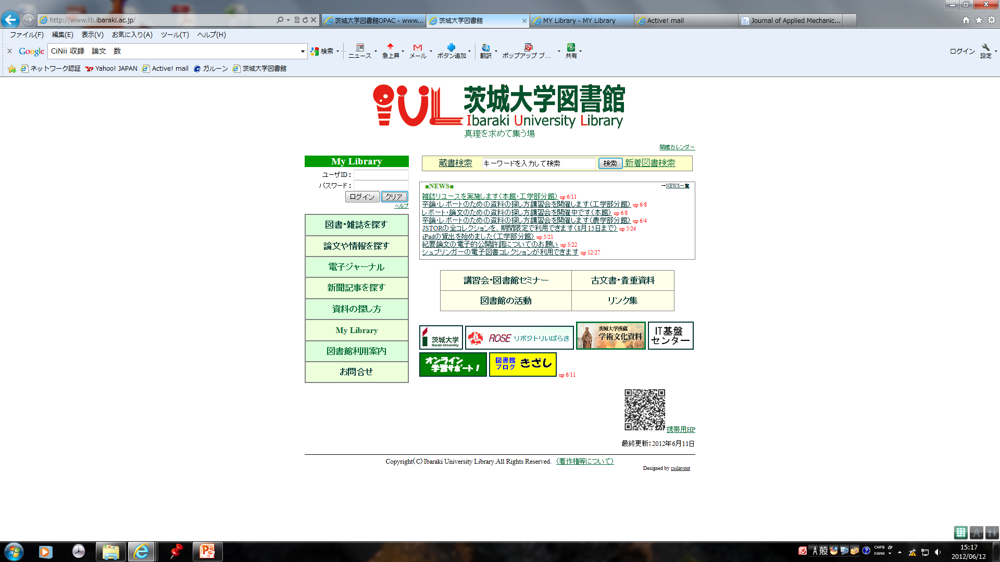 http://www.lib.ibaraki.ac.jp/
茨城大学図書館OPAC - www...
茨城大学図書館
MY Library - MY Library
Active! mail
Journal of Applied Mechanic...
ファイル(F) 編集(E) 表示(V) お気に入り(A) ツール(T) ヘルプ(H)
Google CiNii 収録 論文 数 検索 ニュース 急上昇 メール ボタン追加 翻訳 ポップアップ ブ... 共有 ログイン 設定
ネットワーク認証 Yahoo! JAPAN Active! mail ガルーン 茨城大学図書館
IUL 茨城大学図書館
Ibaraki University Library
真理を求めて集う場
開館カレンダー
My Library
ユーザID：
パスワード：
ログイン クリア
ヘルプ
図書・雑誌を探す
論文や情報を探す
電子ジャーナル
新聞記事を探す
資料の探し方
My Library
図書館利用案内
お問合せ
蔵書検索 キーワードを入力して検索 検索 新着図書検索
■NEWS■ →NEWS一覧
雑誌リユースを実施します（本館・工学部分館） up 6/11
卒論・レポートのための資料の探し方講習会を開催します（工学部分館） up 6/8
レポート・論文のための資料の探し方講習会を開催中です（本館） up 6/8
卒論・レポートのための資料の探し方講習会を開催します（農学部分館） up 6/4
JSTORの全コレクションを、期間限定で利用できます（8月15日まで） up 5/24
iPadの貸出を始めました（工学部分館） up 5/21
紀要論文の電子的公開許諾についてのお願い up 3/22
シュプリンガーの電子図書コレクションが利用できます up 12/27
講習会・図書館セミナー 古文書・貴重資料
図書館の活動 リンク集
茨城大学
Ibaraki University
ROSE リポジトリいばらき
茨城大学所蔵
学術文化資料
IT基盤
センター
オンライン
学習サポート！
図書館
ブログ きざし
up 6/11
携帯用HP
最終更新：2012年6月11日
Copyright（C）Ibaraki University Library.All Rights Reserved. （著作権等について）
Designed by csslayout
A 般 CAPS
KANA
15:17
2012/06/12